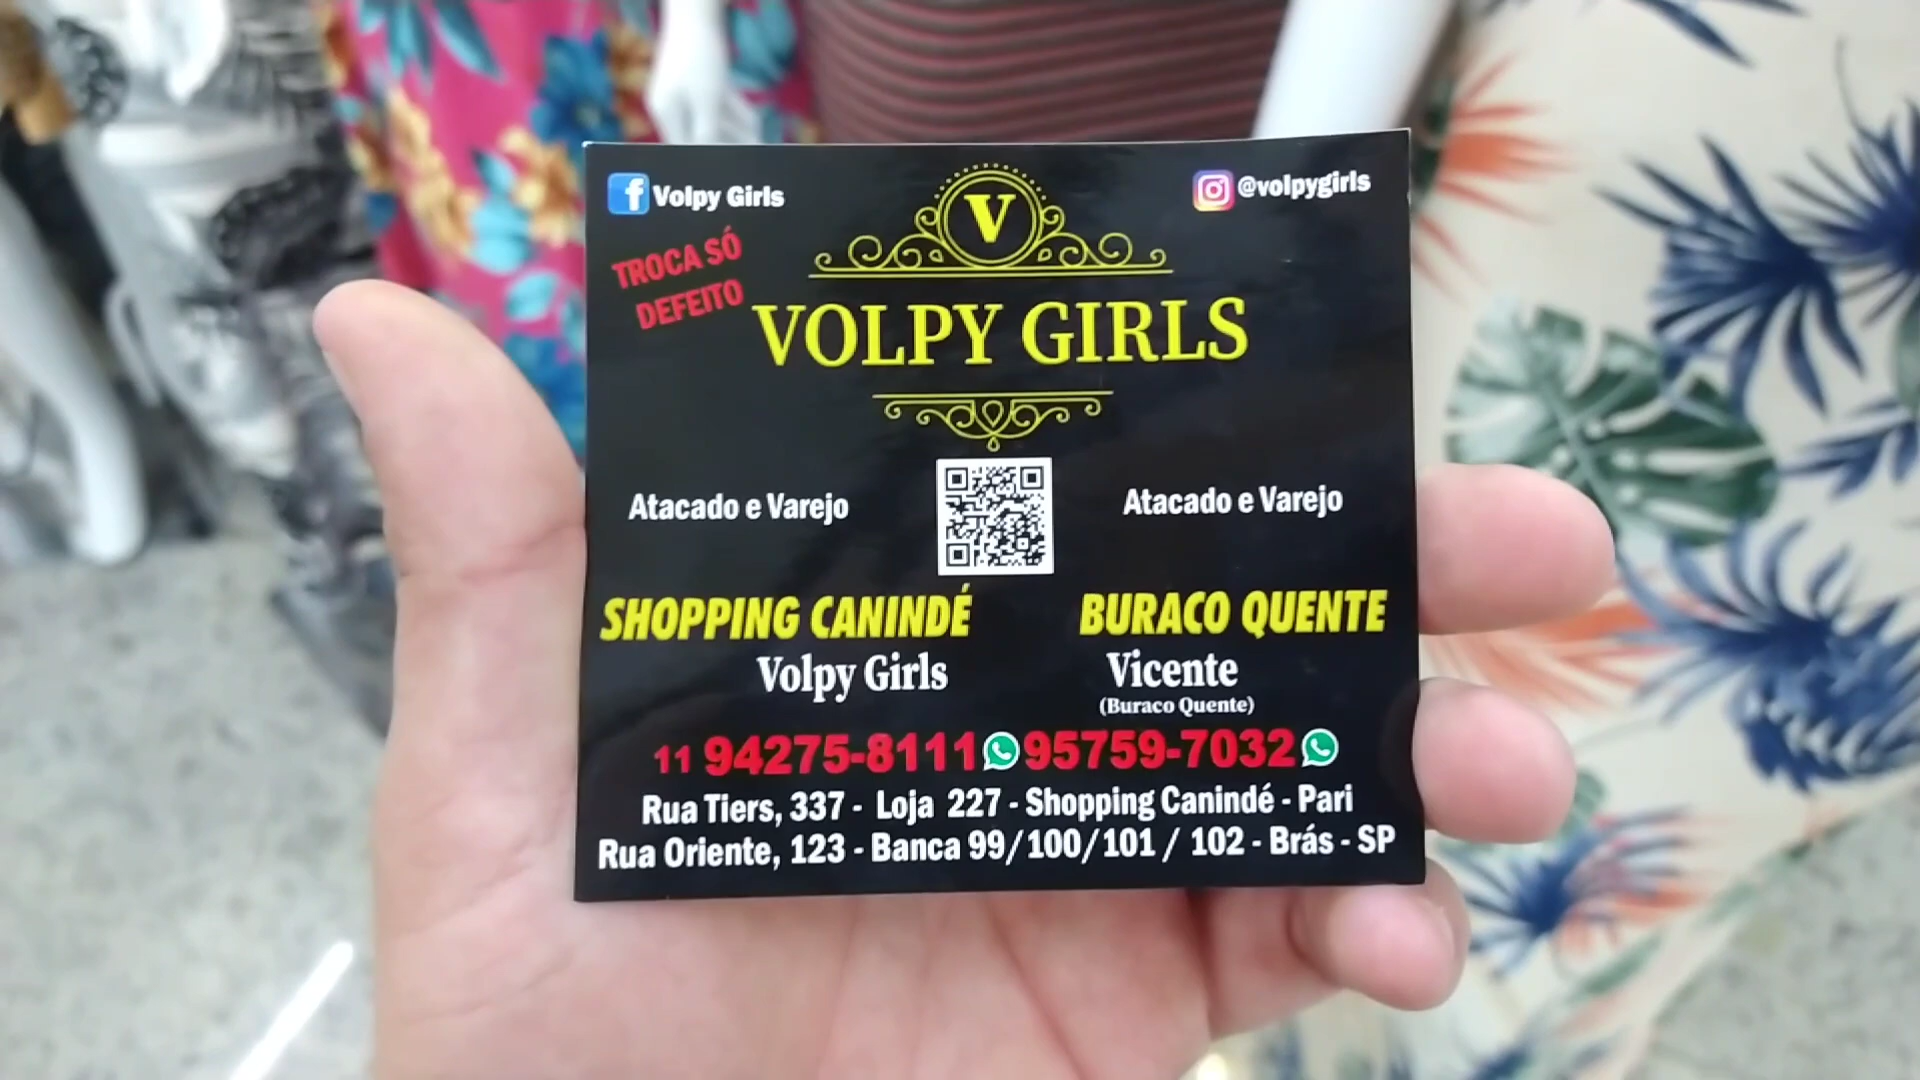 Volpy Girls
@volpygirls
TROCA SÓ
DEFEITO
V
VOLPY GIRLS
Atacado e Varejo
Atacado e Varejo
SHOPPING CANINDÉ
Volpy Girls
BURACO QUENTE
Vicente
(Buraco Quente)
11 94275-8111 95759-7032
Rua Tiers, 337 - Loja 227 - Shopping Canindé - Pari
Rua Oriente, 123 - Banca 99/100/101 / 102 - Brás - SP